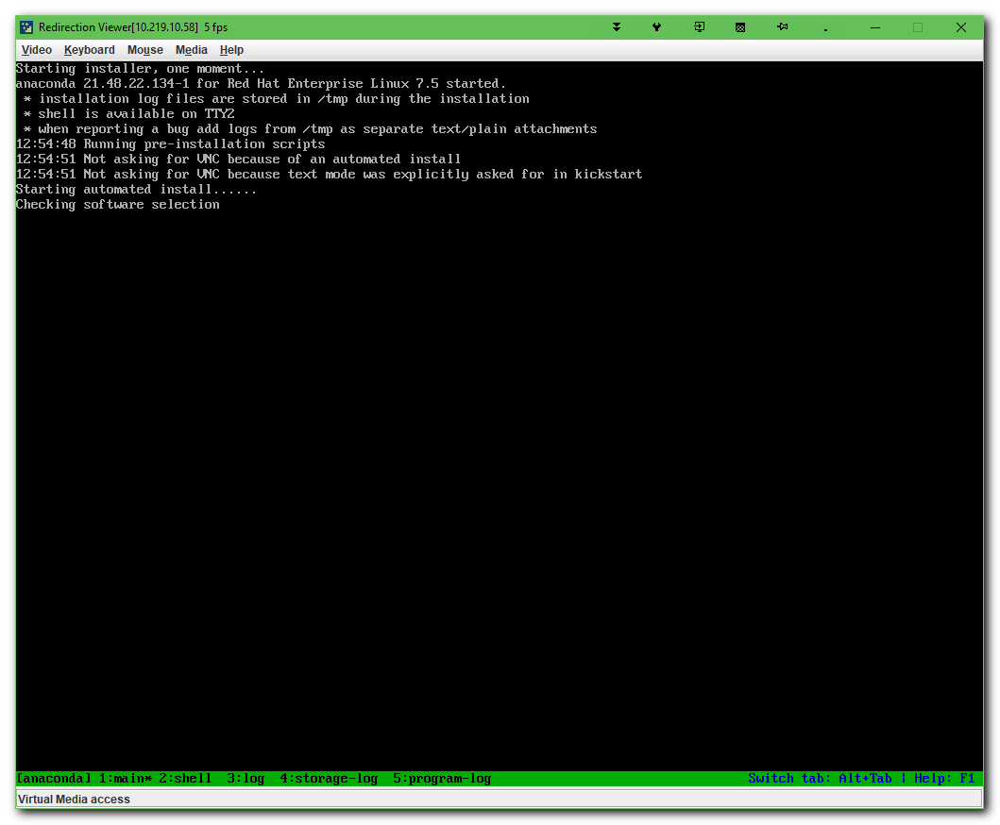 Redirection Viewer[10.219.10.58]  5 fps
Video Keyboard Mouse Media Help
Starting installer, one moment...
anaconda 21.48.22.134-1 for Red Hat Enterprise Linux 7.5 started.
 * installation log files are stored in /tmp during the installation
 * shell is available on TTY2
 * when reporting a bug add logs from /tmp as separate text/plain attachments
12:54:48 Running pre-installation scripts
12:54:51 Not asking for VNC because of an automated install
12:54:51 Not asking for VNC because text mode was explicitly asked for in kickstart
Starting automated install......
Checking software selection
[anaconda] 1:main* 2:shell  3:log  4:storage-log  5:program-log Switch tab: Alt+Tab | Help: F1
Virtual Media access